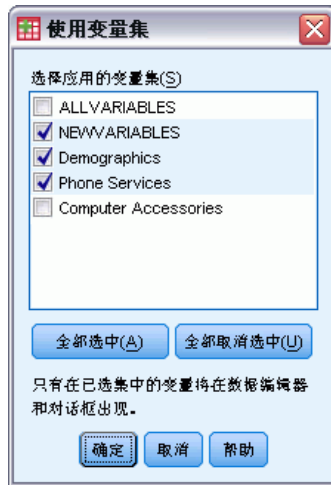 使用变量集
选择应用的变量集(S)
ALLVARIABLES
NEWVARIABLES
Demographics
Phone Services
Computer Accessories
全部选中(A) 全部取消选中(U)
只有在已选集中的变量将在数据编辑器
和对话框出现。
确定 取消 帮助